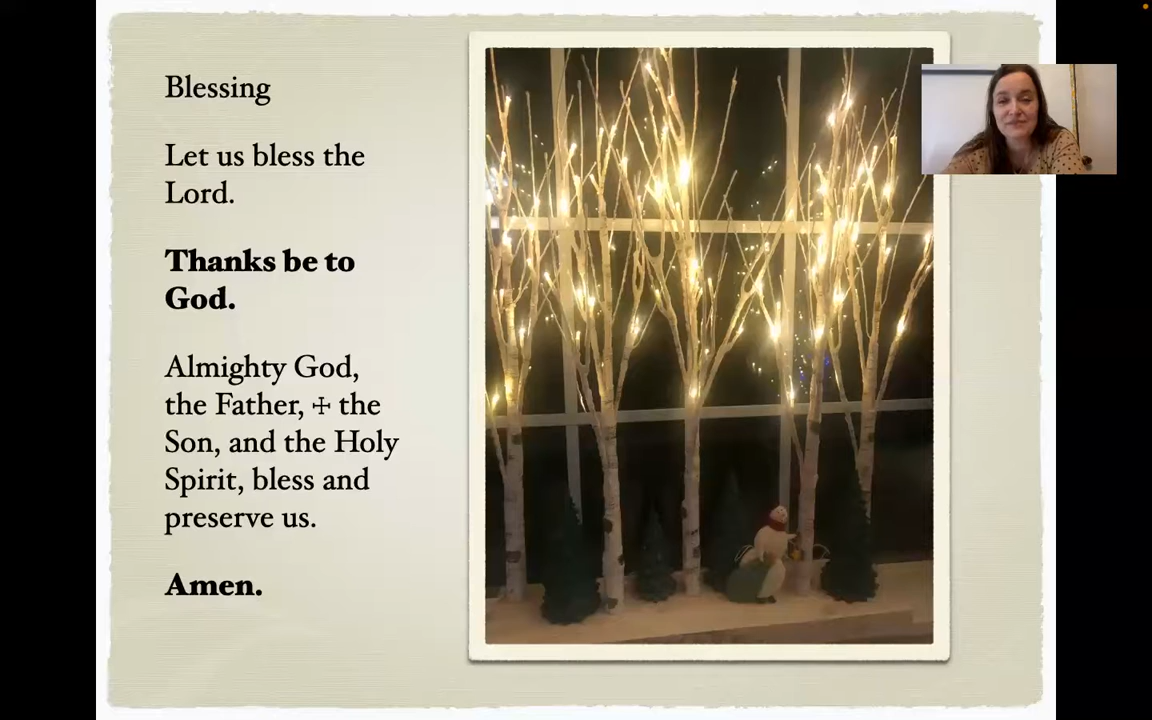 Blessing
Let us bless the
Lord.
Thanks be to
God.
Almighty God,
the Father, ☩ the
Son, and the Holy
Spirit, bless and
preserve us.
Amen.